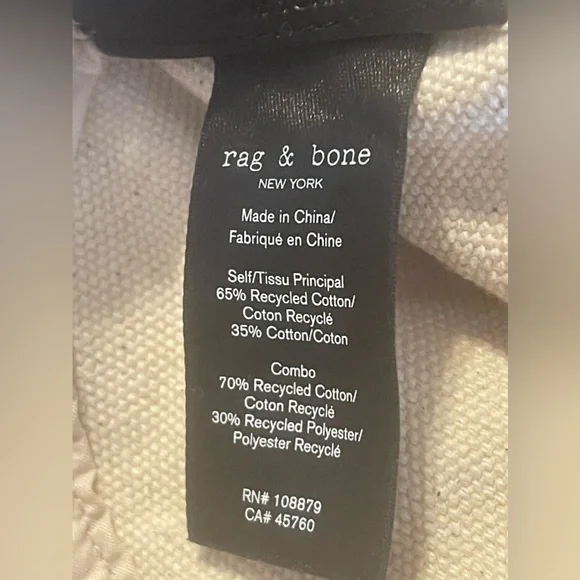 rag & bone
NEW YORK
Made in China/
Fabriqué en Chine
Self/Tissu Principal
65% Recycled Cotton/
Coton Recyclé
35% Cotton/Coton
Combo
70% Recycled Cotton/
Coton Recyclé
30% Recycled Polyester/
Polyester Recyclé
RN# 108879
CA# 45760